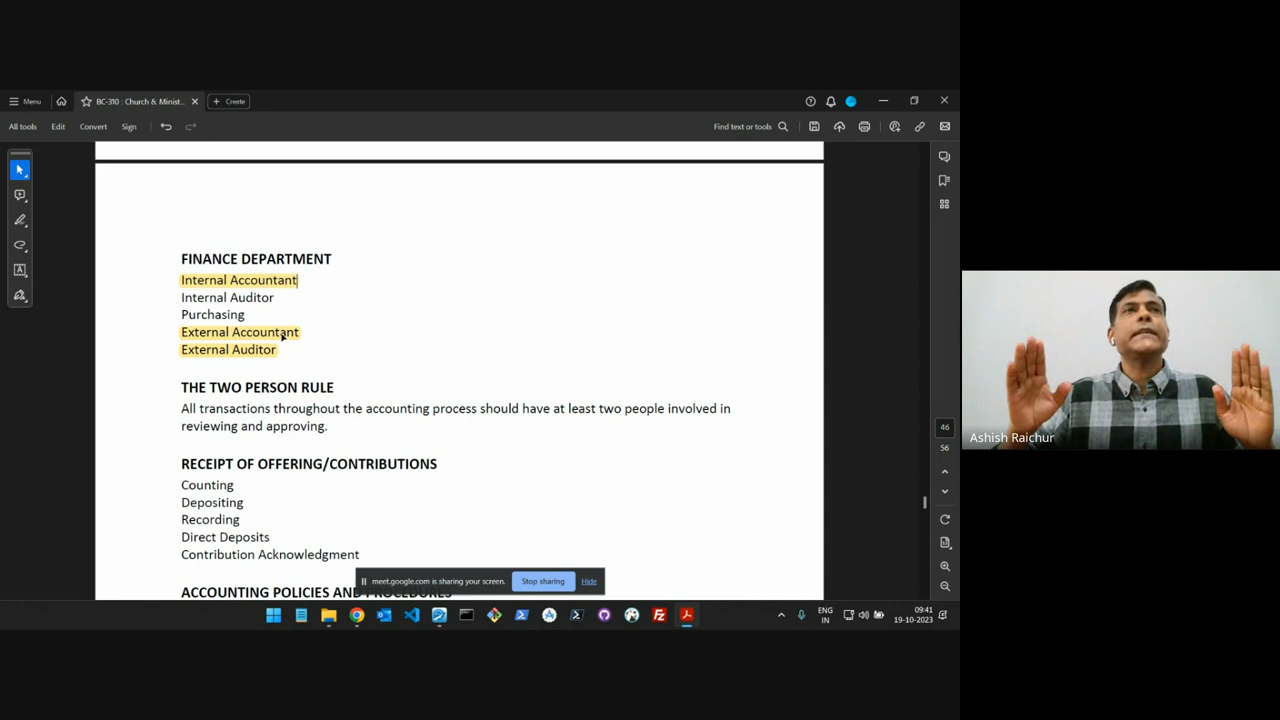 Menu
BC-310 : Church & Minist...
Create
All tools
Edit
Convert
Sign
Find text or tools
FINANCE DEPARTMENT
Internal Accountant
Internal Auditor
Purchasing
External Accountant
External Auditor
THE TWO PERSON RULE
All transactions throughout the accounting process should have at least two people involved in
reviewing and approving.
RECEIPT OF OFFERING/CONTRIBUTIONS
Counting
Depositing
Recording
Direct Deposits
Contribution Acknowledgment
ACCOUNTING POLICIES AND PROCEDURES
46
56
meet.google.com is sharing your screen.
Stop sharing
Hide
ENG
IN
09:41
19-10-2023
Ashish Raichur